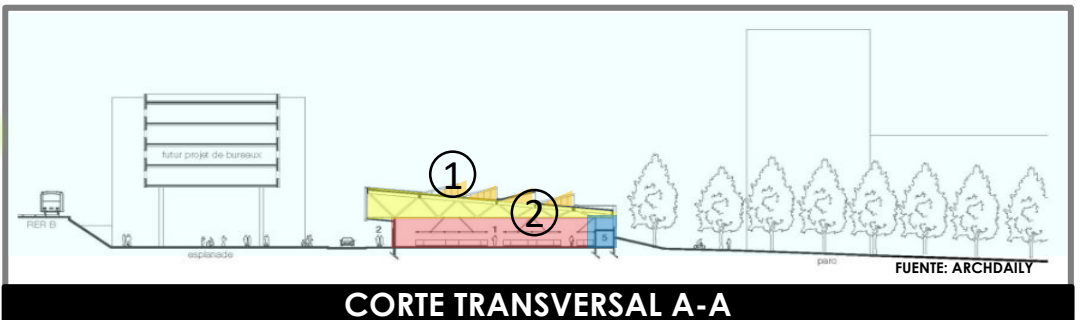 futur projet de bureaux
1
2
RER B
2
1
5
esplanade
parc
FUENTE: ARCHDAILY
CORTE TRANSVERSAL A-A